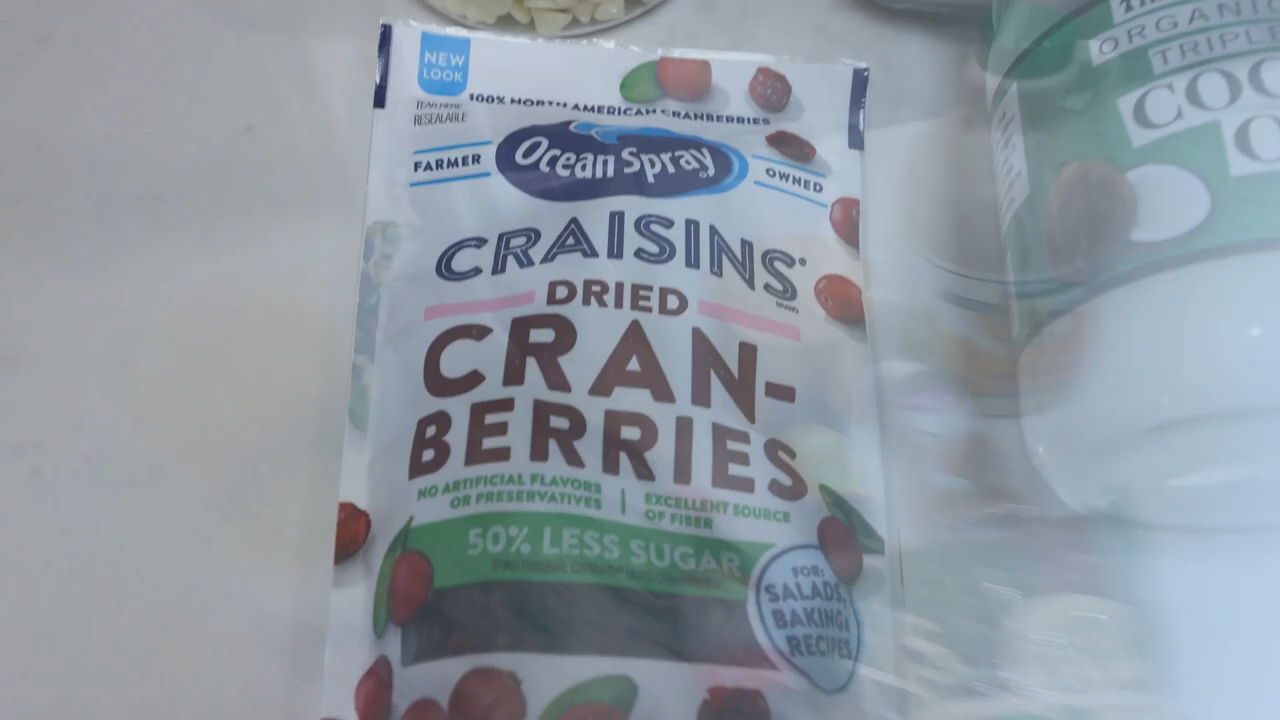 NEW
LOOK
TEAR HERE
RESEALABLE
100% NORTH AMERICAN CRANBERRIES
FARMER
Ocean Spray
OWNED
CRAISINS®
DRIED
CRAN-
BERRIES
NO ARTIFICIAL FLAVORS
OR PRESERVATIVES
EXCELLENT SOURCE
OF FIBER
50% LESS SUGAR
FOR:
SALADS,
BAKING &
RECIPES
ORGANIC
TRIPLE
COC
O